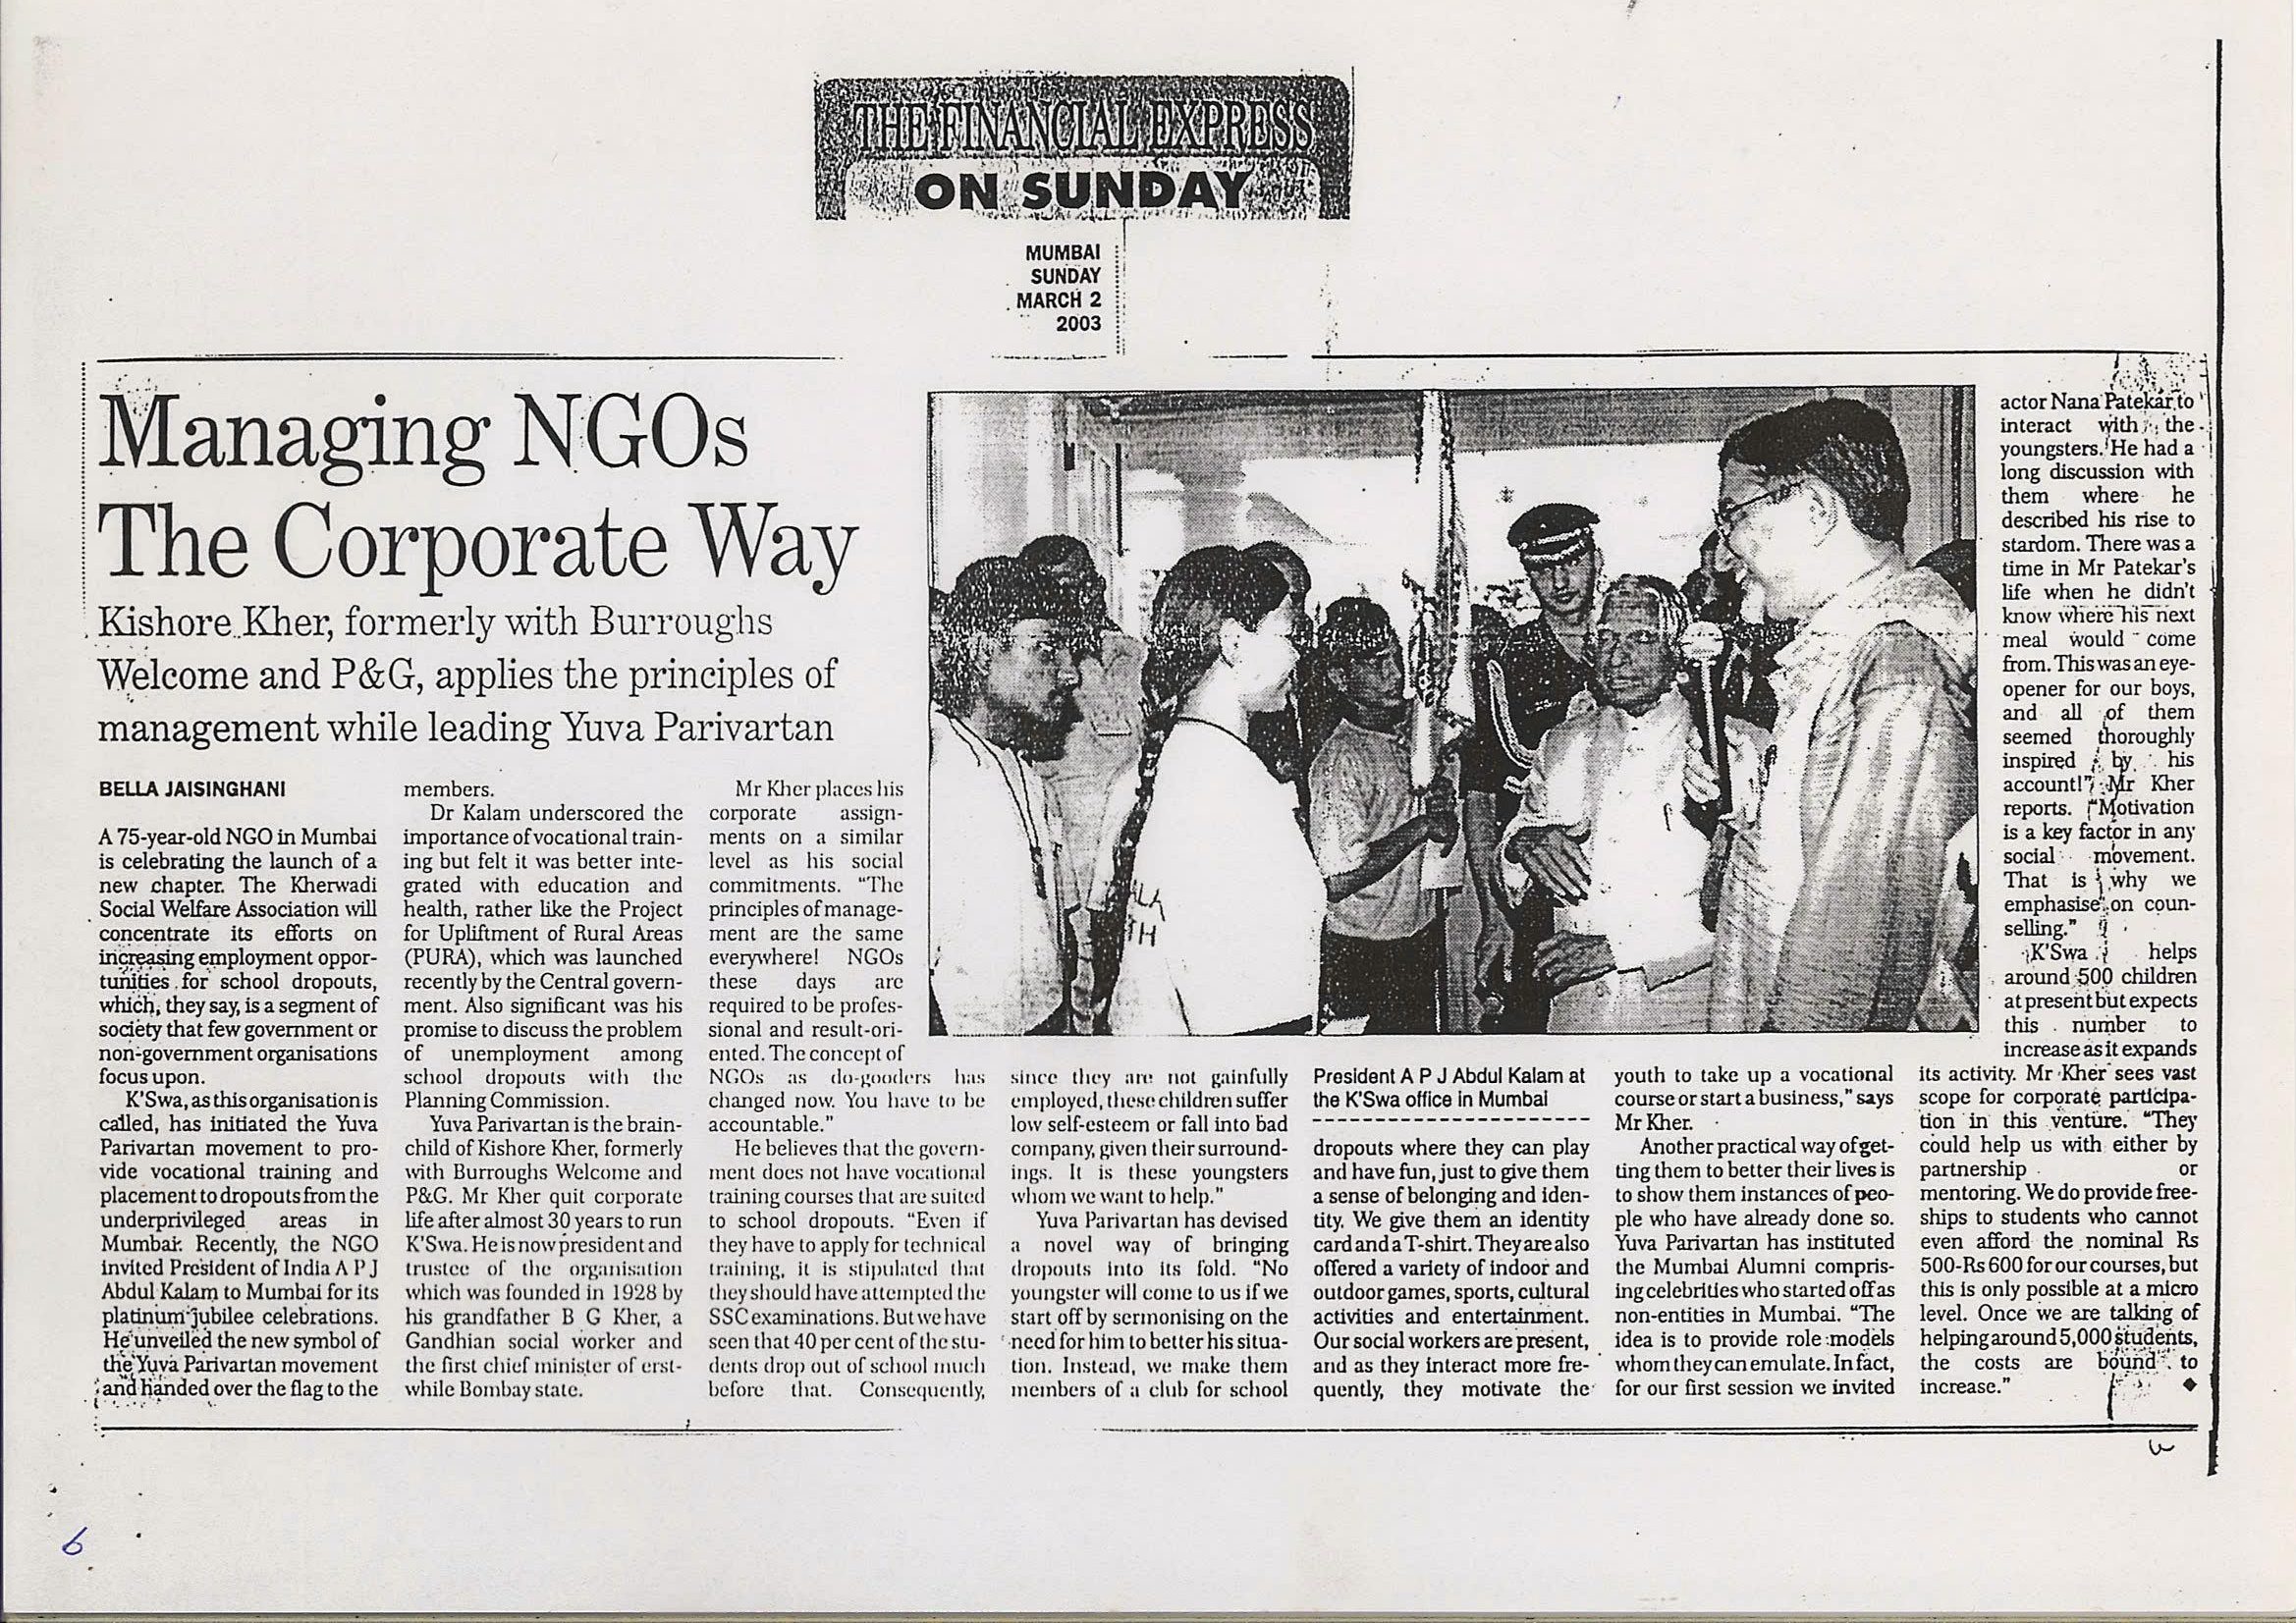 THE FINANCIAL EXPRESS
ON SUNDAY
MUMBAI
SUNDAY
MARCH 2
2003
Managing NGOs
The Corporate Way
Kishore Kher, formerly with Burroughs
Welcome and P&G, applies the principles of
management while leading Yuva Parivartan
BELLA JAISINGHANI
A 75-year-old NGO in Mumbai
is celebrating the launch of a
new chapter. The Kherwadi
Social Welfare Association will
concentrate its efforts on
increasing employment oppor-
tunities for school dropouts,
which, they say, is a segment of
society that few government or
non-government organisations
focus upon.
K'Swa, as this organisation is
called, has initiated the Yuva
Parivartan movement to pro-
vide vocational training and
placement to dropouts from the
underprivileged areas in
Mumbai. Recently, the NGO
invited President of India A P J
Abdul Kalam to Mumbai for its
platinum jubilee celebrations.
He unveiled the new symbol of
the Yuva Parivartan movement
and handed over the flag to the
members.
Dr Kalam underscored the
importance of vocational train-
ing but felt it was better inte-
grated with education and
health, rather like the Project
for Upliftment of Rural Areas
(PURA), which was launched
recently by the Central govern-
ment. Also significant was his
promise to discuss the problem
of unemployment among
school dropouts with the
Planning Commission.
Yuva Parivartan is the brain-
child of Kishore Kher, formerly
with Burroughs Welcome and
P&G. Mr Kher quit corporate
life after almost 30 years to run
K'Swa. He is now president and
trustee of the organisation
which was founded in 1928 by
his grandfather B G Kher, a
Gandhian social worker and
the first chief minister of erst-
while Bombay state.
Mr Kher places his
corporate assign-
ments on a similar
level as his social
commitments. "The
principles of manage-
ment are the same
everywhere! NGOs
these days are
required to be profes-
sional and result-ori-
ented. The concept of
NGOs as do-gooders has
changed now. You have to be
accountable."
He believes that the govern-
ment does not have vocational
training courses that are suited
to school dropouts. "Even if
they have to apply for technical
training, it is stipulated that
they should have attempted the
SSC examinations. But we have
seen that 40 per cent of the stu-
dents drop out of school much
before that. Consequently,
since they are not gainfully
employed, these children suffer
low self-esteem or fall into bad
company, given their surround-
ings. It is these youngsters
whom we want to help."
Yuva Parivartan has devised
a novel way of bringing
dropouts into its fold. "No
youngster will come to us if we
start off by sermonising on the
need for him to better his situa-
tion. Instead, we make them
members of a club for school
President A P J Abdul Kalam at
the K'Swa office in Mumbai
dropouts where they can play
and have fun, just to give them
a sense of belonging and iden-
tity. We give them an identity
card and a T-shirt. They are also
offered a variety of indoor and
outdoor games, sports, cultural
activities and entertainment.
Our social workers are present,
and as they interact more fre-
quently, they motivate the
youth to take up a vocational
course or start a business," says
Mr Kher.
Another practical way of get-
ting them to better their lives is
to show them instances of peo-
ple who have already done so.
Yuva Parivartan has instituted
the Mumbai Alumni compris-
ing celebrities who started off as
non-entities in Mumbai. "The
idea is to provide role models
whom they can emulate. In fact,
for our first session we invited
actor Nana Patekar to
interact with the
youngsters. He had a
long discussion with
them where he
described his rise to
stardom. There was a
time in Mr Patekar's
life when he didn't
know where his next
meal would come
from. This was an eye-
opener for our boys,
and all of them
seemed thoroughly
inspired by his
account!" Mr Kher
reports. "Motivation
is a key factor in any
social movement.
That is why we
emphasise on coun-
selling."
K'Swa helps
around 500 children
at present but expects
this number to
increase as it expands
its activity. Mr Kher sees vast
scope for corporate participa-
tion in this venture. "They
could help us with either by
partnership or
mentoring. We do provide free-
ships to students who cannot
even afford the nominal Rs
500-Rs 600 for our courses, but
this is only possible at a micro
level. Once we are talking of
helping around 5,000 students,
the costs are bound to
increase."
6